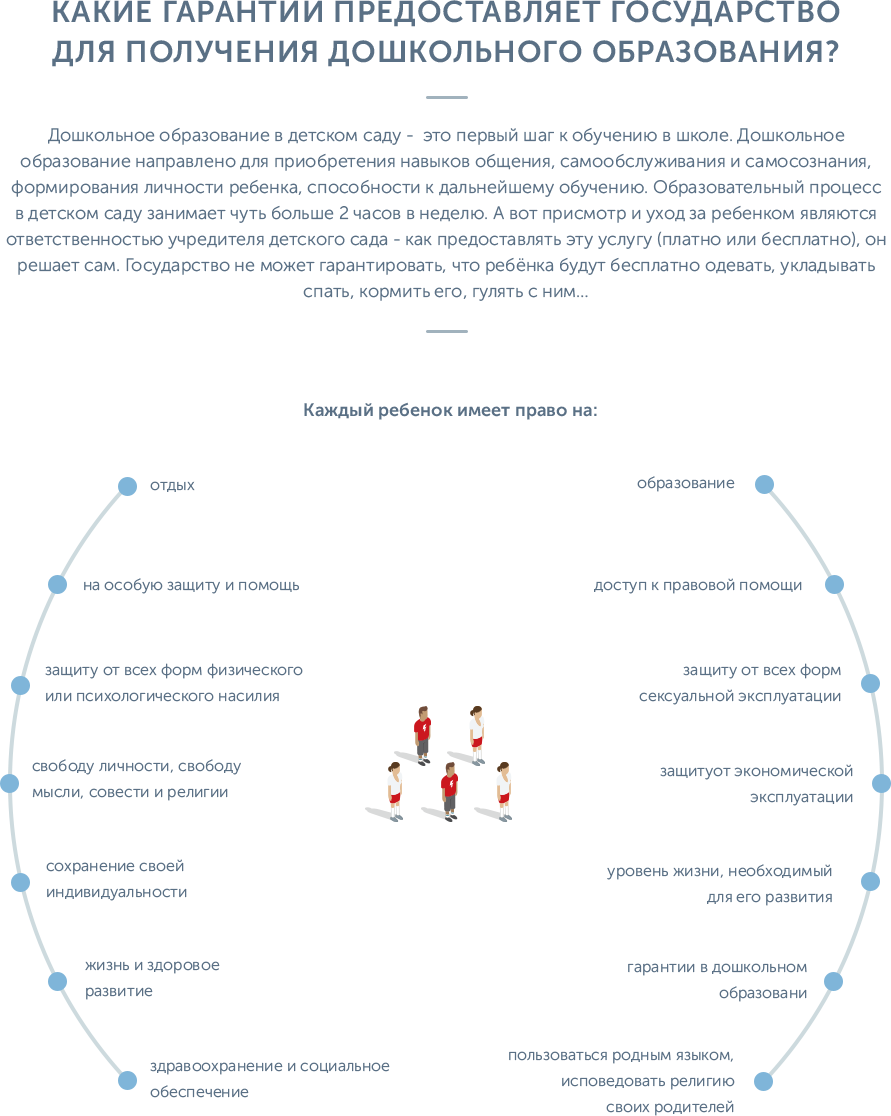 КАКИЕ ГАРАНТИИ ПРЕДОСТАВЛЯЕТ ГОСУДАРСТВО
ДЛЯ ПОЛУЧЕНИЯ ДОШКОЛЬНОГО ОБРАЗОВАНИЯ?
Дошкольное образование в детском саду - это первый шаг к обучению в школе. Дошкольное
образование направлено для приобретения навыков общения, самообслуживания и самосознания,
формирования личности ребенка, способности к дальнейшему обучению. Образовательный процесс
в детском саду занимает чуть больше 2 часов в неделю. А вот присмотр и уход за ребенком являются
ответственностью учредителя детского сада - как предоставлять эту услугу (платно или бесплатно), он
решает сам. Государство не может гарантировать, что ребёнка будут бесплатно одевать, укладывать
спать, кормить его, гулять с ним...
Каждый ребенок имеет право на:
отдых
на особую защиту и помощь
защиту от всех форм физического
или психологического насилия
свободу личности, свободу
мысли, совести и религии
сохранение своей
индивидуальности
жизнь и здоровое
развитие
здравоохранение и социальное
обеспечение
образование
доступ к правовой помощи
защиту от всех форм
сексуальной эксплуатации
защитуот экономической
эксплуатации
уровень жизни, необходимый
для его развития
гарантии в дошкольном
образовани
пользоваться родным языком,
исповедовать религию
своих родителей